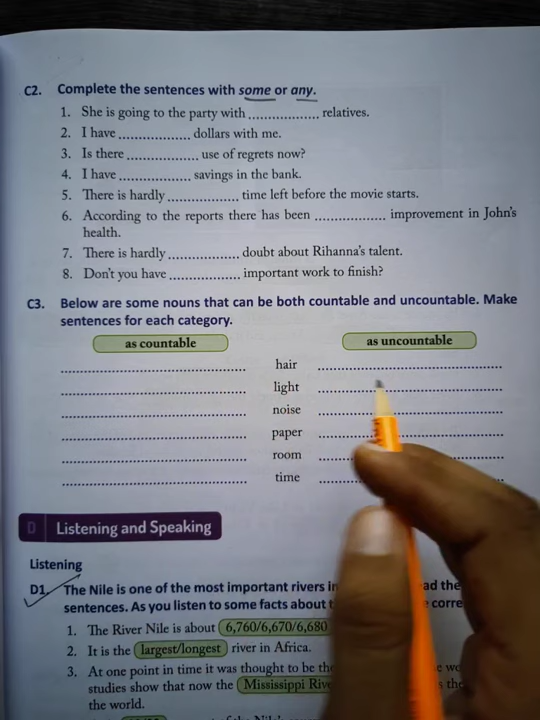 C2. Complete the sentences with some or any.
1. She is going to the party with .................. relatives.
2. I have .................. dollars with me.
3. Is there .................. use of regrets now?
4. I have .................. savings in the bank.
5. There is hardly .................. time left before the movie starts.
6. According to the reports there has been .................. improvement in John's
health.
7. There is hardly .................. doubt about Rihanna's talent.
8. Don't you have .................. important work to finish?
C3. Below are some nouns that can be both countable and uncountable. Make
sentences for each category.
as countable as uncountable
hair
light
noise
paper
room
time
D Listening and Speaking
Listening
D1. The Nile is one of the most important rivers in ad the
sentences. As you listen to some facts about
1. The River Nile is about 6,760/6,670/6,680
2. It is the largest/longest river in Africa.
3. At one point in time it was thought to be the
studies show that now the Mississippi the
the world.